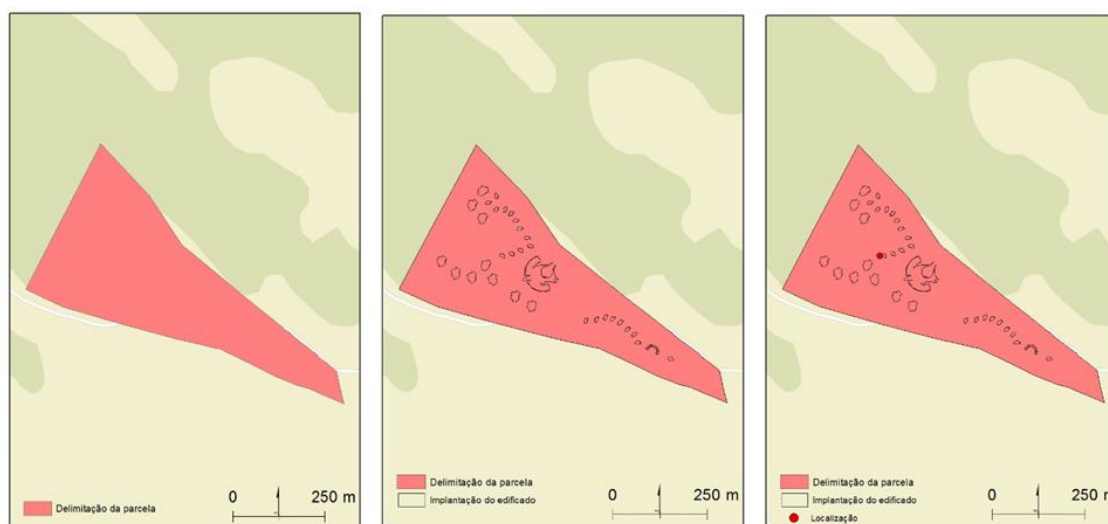 Delimitação da parcela
0 250 m
Delimitação da parcela
Implantação do edificado
0 250 m
Delimitação da parcela
Implantação do edificado
Localização
0 250 m